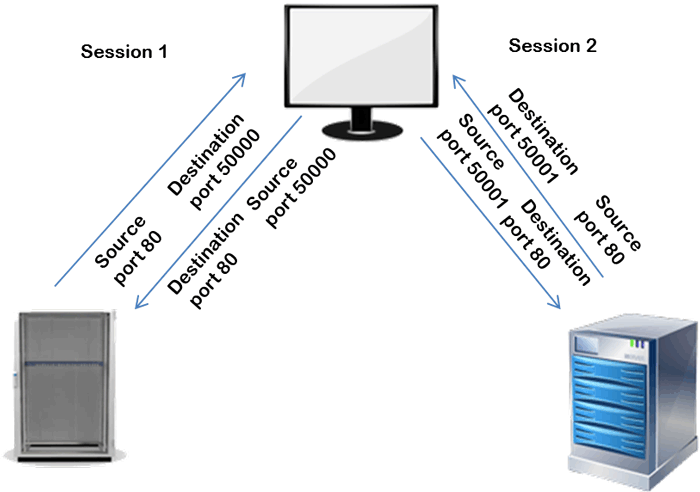 Session 1
Session 2
Source
port 80
Destination
port 50000
Destination
port 80
Source
port 50000
Source
port 50001
Destination
port 80
Destination
port 50001
Source
port 80